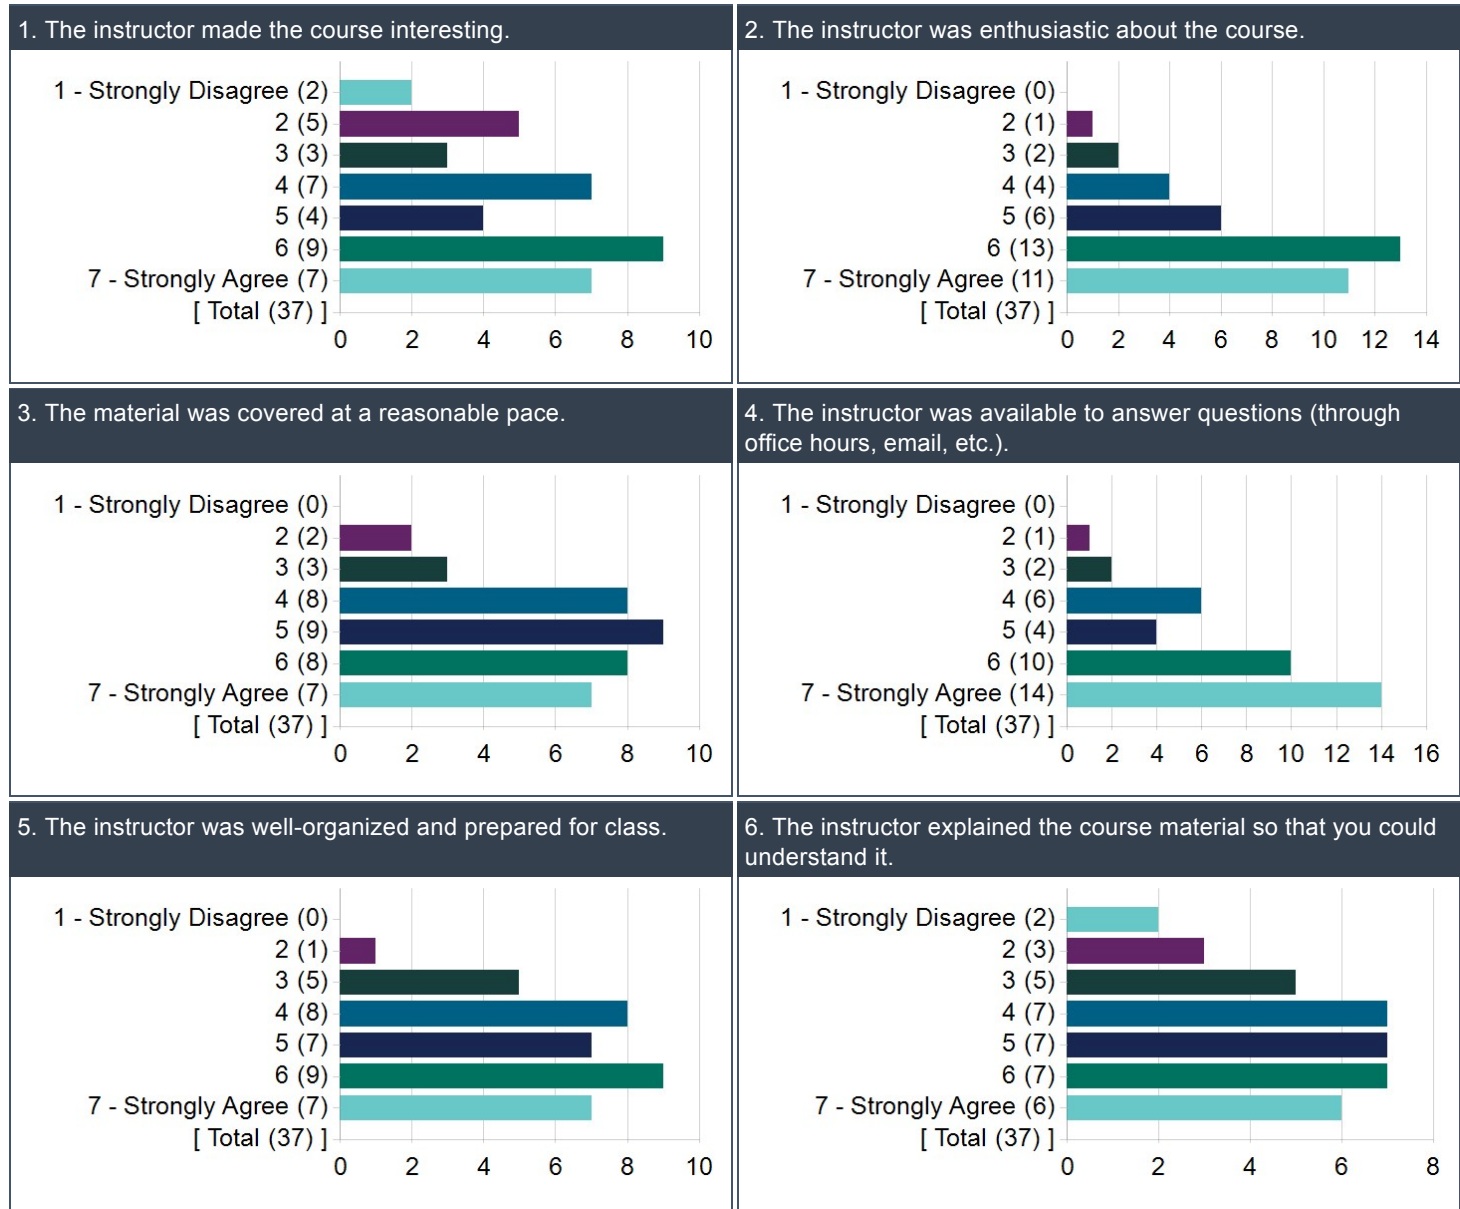 1. The instructor made the course interesting.
1 - Strongly Disagree (2)
2 (5)
3 (3)
4 (7)
5 (4)
6 (9)
7 - Strongly Agree (7)
[ Total (37) ]
0 2 4 6 8 10
2. The instructor was enthusiastic about the course.
1 - Strongly Disagree (0)
2 (1)
3 (2)
4 (4)
5 (6)
6 (13)
7 - Strongly Agree (11)
[ Total (37) ]
0 2 4 6 8 10 12 14
3. The material was covered at a reasonable pace.
1 - Strongly Disagree (0)
2 (2)
3 (3)
4 (8)
5 (9)
6 (8)
7 - Strongly Agree (7)
[ Total (37) ]
0 2 4 6 8 10
4. The instructor was available to answer questions (through
office hours, email, etc.).
1 - Strongly Disagree (0)
2 (1)
3 (2)
4 (6)
5 (4)
6 (10)
7 - Strongly Agree (14)
[ Total (37) ]
0 2 4 6 8 10 12 14 16
5. The instructor was well-organized and prepared for class.
1 - Strongly Disagree (0)
2 (1)
3 (5)
4 (8)
5 (7)
6 (9)
7 - Strongly Agree (7)
[ Total (37) ]
0 2 4 6 8 10
6. The instructor explained the course material so that you could
understand it.
1 - Strongly Disagree (2)
2 (3)
3 (5)
4 (7)
5 (7)
6 (7)
7 - Strongly Agree (6)
[ Total (37) ]
0 2 4 6 8